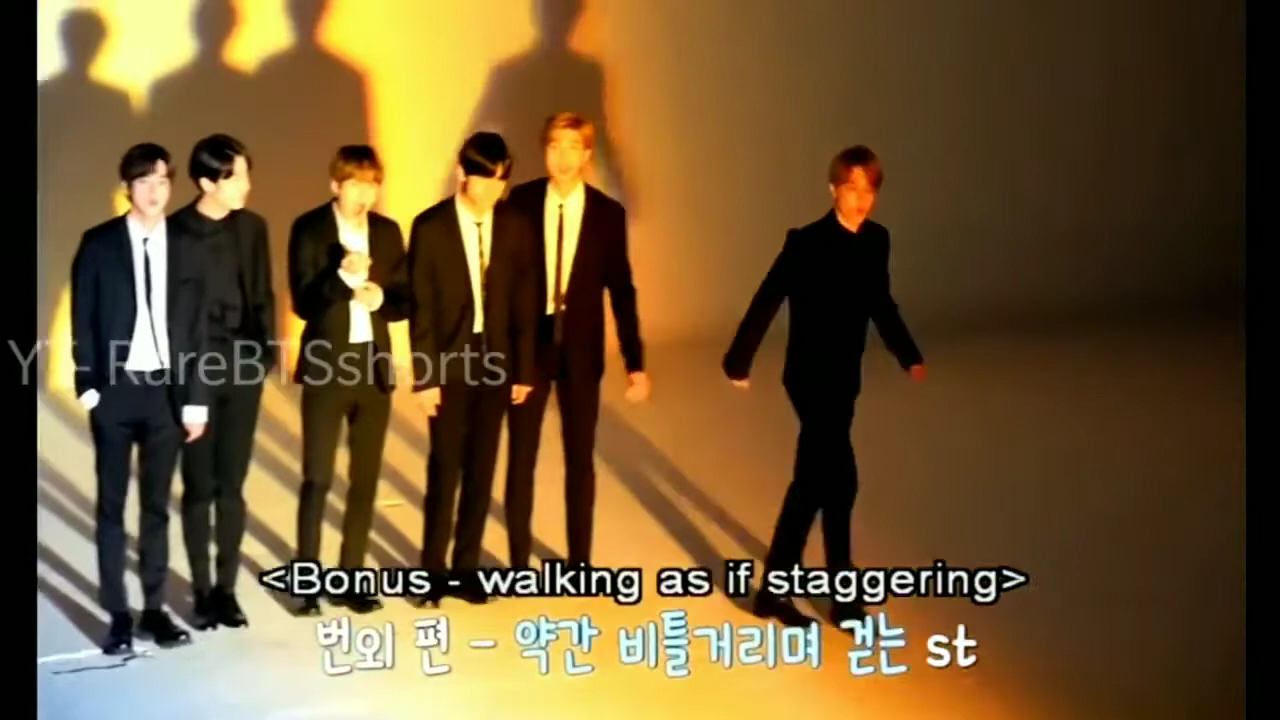 YT- RareBTSshorts
<Bonus - walking as if staggering>
번외 편 - 약간 비틀거리며 걷는 st